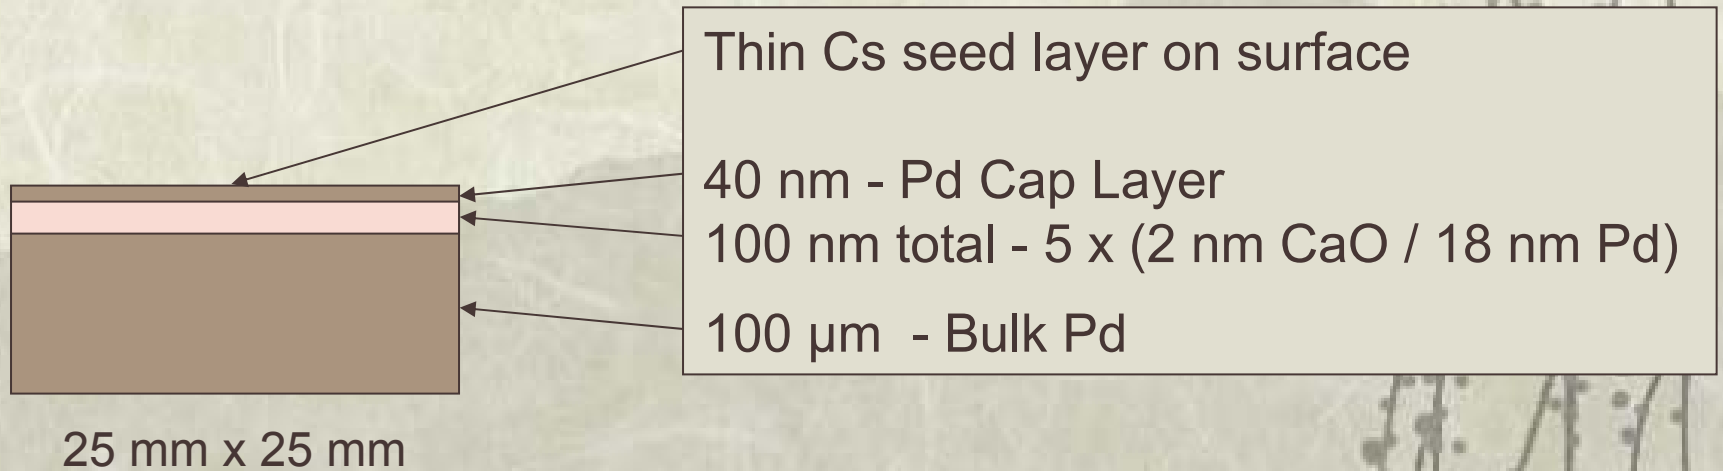 Thin Cs seed layer on surface
40 nm - Pd Cap Layer
100 nm total - 5 x (2 nm CaO / 18 nm Pd)
100 µm - Bulk Pd
25 mm x 25 mm